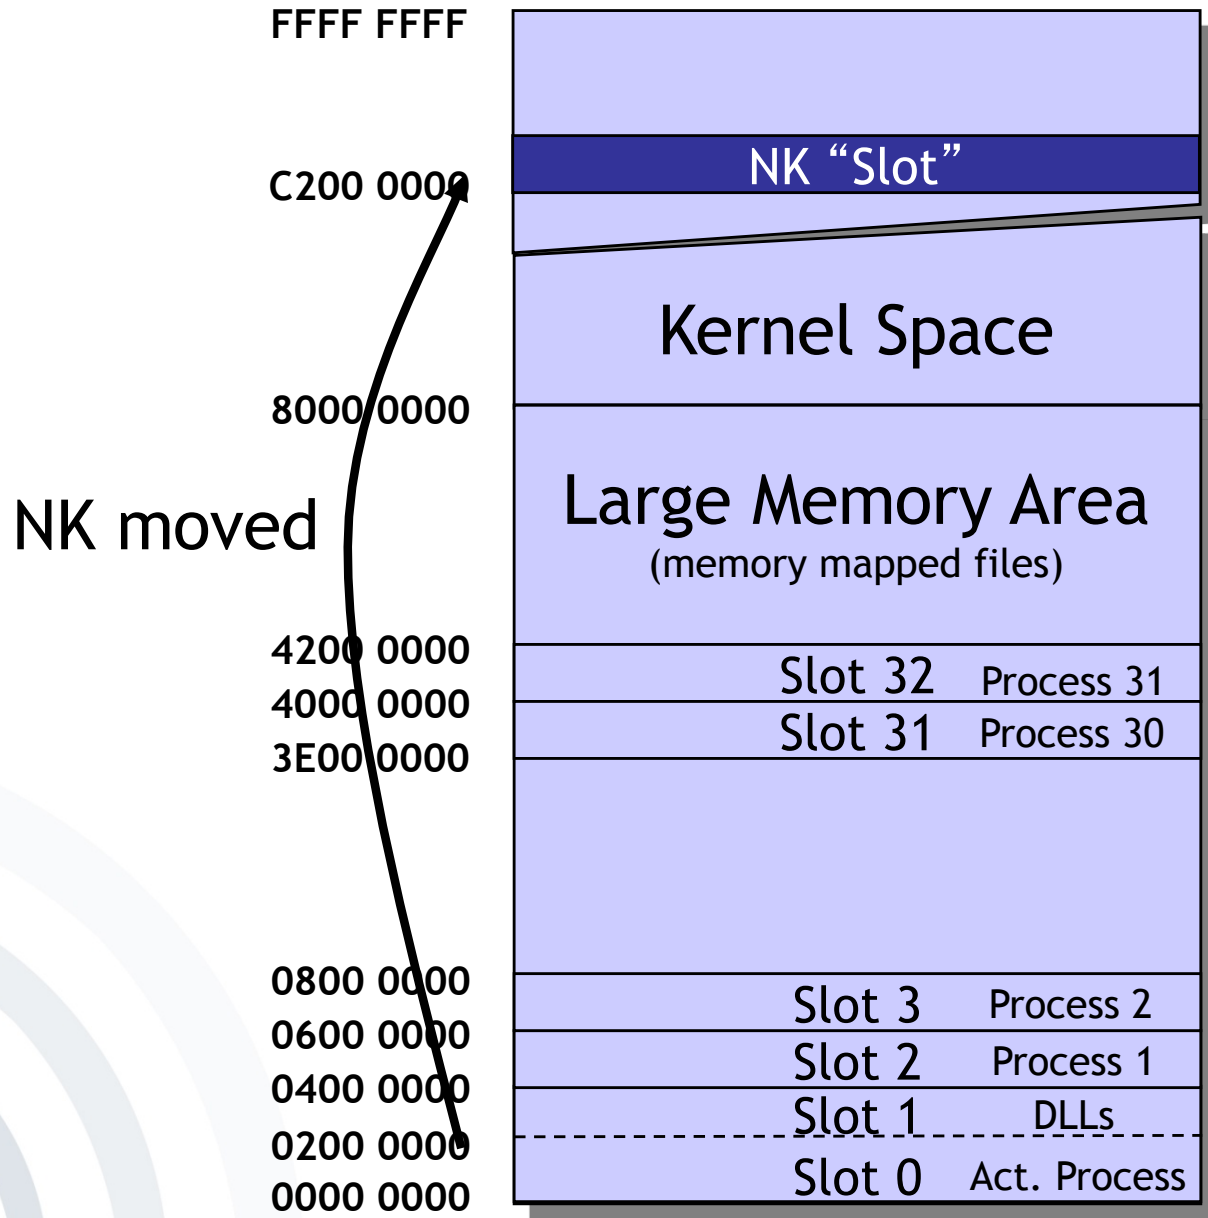 FFFF FFFF
NK “Slot”
C200 0000
Kernel Space
8000 0000
Large Memory Area
NK moved
(memory mapped files)
4200 0000
Slot 32 Process 31
4000 0000
Slot 31 Process 30
3E00 0000
0800 0000
Slot 3 Process 2
0600 0000
Slot 2 Process 1
0400 0000
Slot 1 DLLs
0200 0000
Slot 0 Act. Process
0000 0000